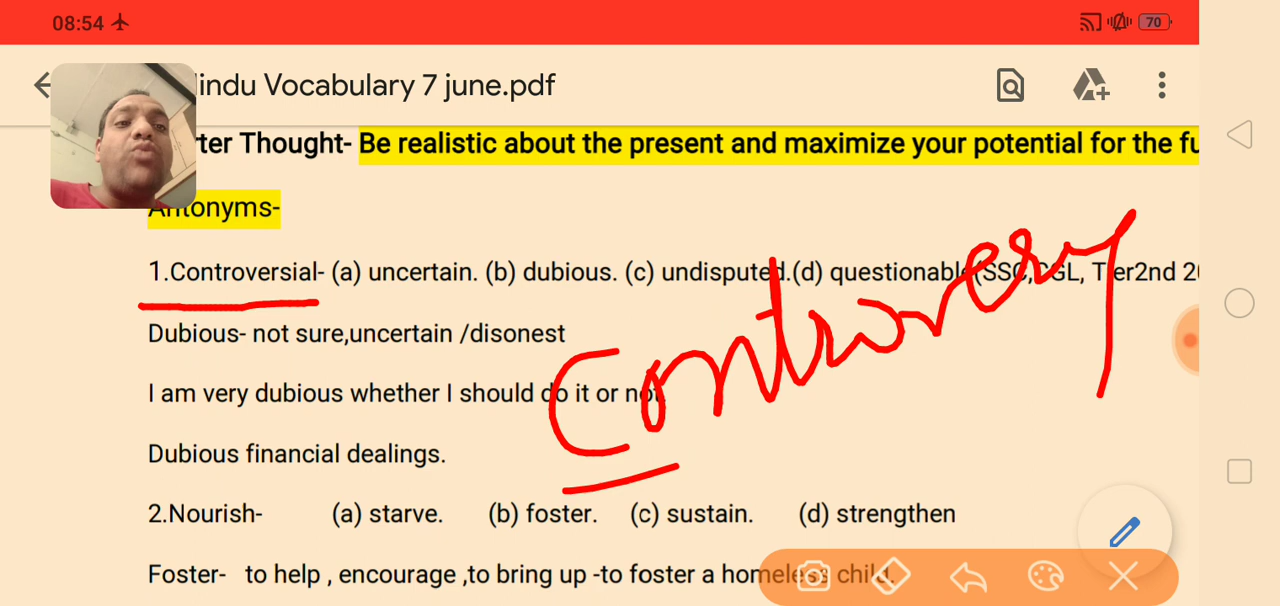 08:54
70
indu Vocabulary 7 june.pdf
ter Thought- Be realistic about the present and maximize your potential for the fu
Antonyms-
1.Controversial- (a) uncertain. (b) dubious. (c) undisputed.(d) questionable(SSC,CGL, Tier2nd 20
Dubious- not sure,uncertain /disonest
Controversy
I am very dubious whether I should do it or not.
Dubious financial dealings.
2.Nourish- (a) starve. (b) foster. (c) sustain. (d) strengthen
Foster- to help , encourage ,to bring up -to foster a homeless child.